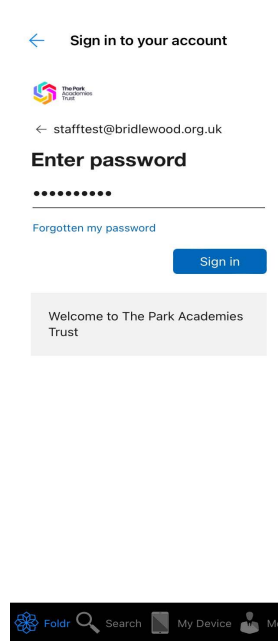 Sign in to your account
The Park
Academies
Trust
stafftest@bridlewood.org.uk
Enter password
••••••••••
Forgotten my password
Sign in
Welcome to The Park Academies
Trust
Foldr Search My Device